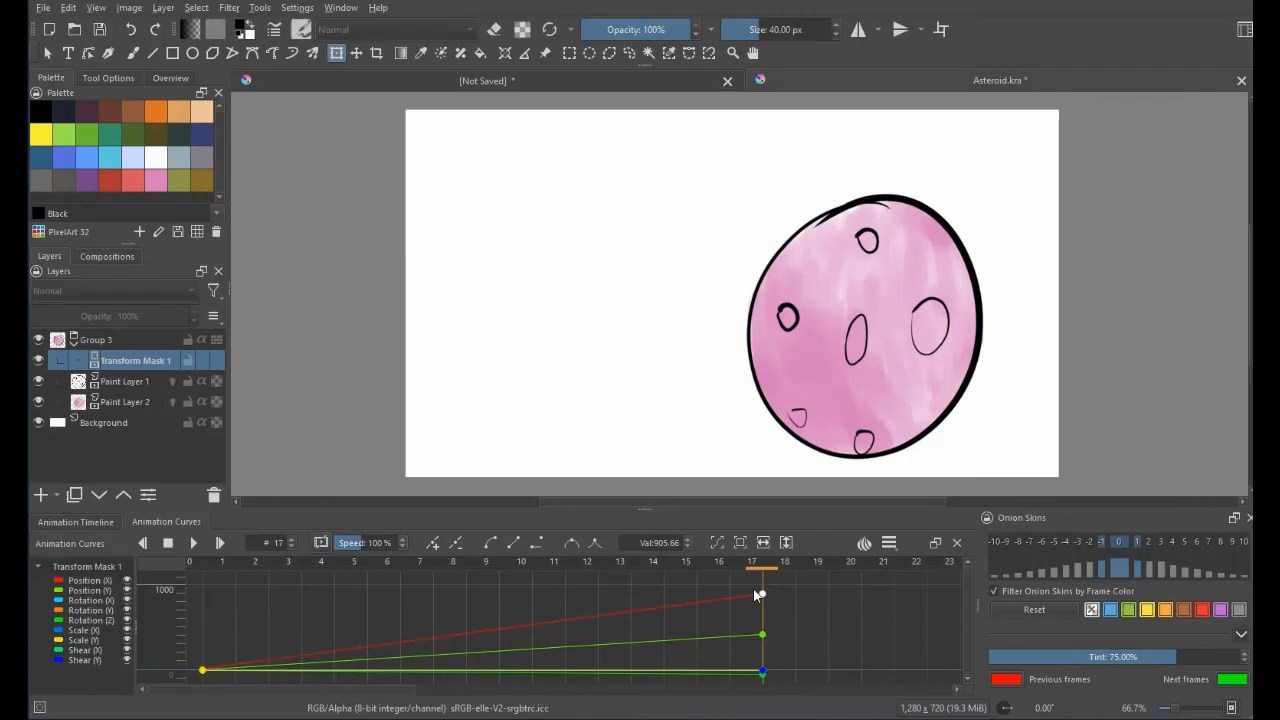 File Edit View Image Layer Select Filter Tools Settings Window Help
Normal Opacity: 100% Size: 40.00 px
Palette Tool Options Overview [Not Saved] * Asteroid.kra *
Palette
Black
PixelArt 32
Layers Compositions
Layers
Normal
Opacity: 100%
Group 3
Transform Mask 1
Paint Layer 1
Paint Layer 2
Background
Animation Timeline Animation Curves
Animation Curves # 17 Speed: 100 % Val:905.66
Transform Mask 1
Position (X)
Position (Y)
Rotation (X)
Rotation (Y)
Rotation (Z)
Scale (X)
Scale (Y)
Shear (X)
Shear (Y)
0 1 2 3 4 5 6 7 8 9 10 11 12 13 14 15 16 17 18 19 20 21 22 23
1000
0
Onion Skins
-10 -9 -8 -7 -6 -5 -4 -3 -2 -1 0 1 2 3 4 5 6 7 8 9 10
Filter Onion Skins by Frame Color
Reset
Tint: 75.00%
Previous frames Next frames
RGB/Alpha (8-bit integer/channel) sRGB-elle-V2-srgbtrc.icc 1,280 x 720 (19.3 MiB) 0.00° 66.7%